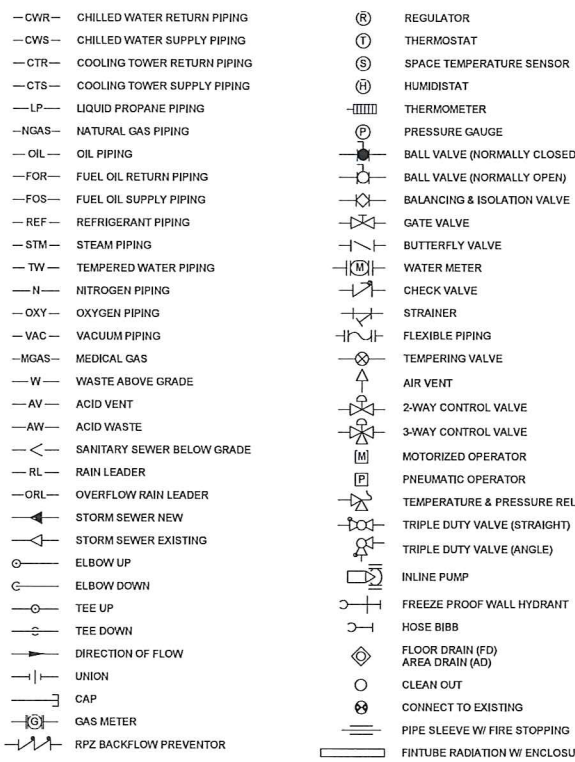 CWR CHILLED WATER RETURN PIPING
CWS CHILLED WATER SUPPLY PIPING
CTR COOLING TOWER RETURN PIPING
CTS COOLING TOWER SUPPLY PIPING
LP LIQUID PROPANE PIPING
NGAS NATURAL GAS PIPING
OIL OIL PIPING
FOR FUEL OIL RETURN PIPING
FOS FUEL OIL SUPPLY PIPING
REF REFRIGERANT PIPING
STM STEAM PIPING
TW TEMPERED WATER PIPING
N NITROGEN PIPING
OXY OXYGEN PIPING
VAC VACUUM PIPING
MGAS MEDICAL GAS
W WASTE ABOVE GRADE
AV ACID VENT
AW ACID WASTE
SANITARY SEWER BELOW GRADE
RL RAIN LEADER
ORL OVERFLOW RAIN LEADER
STORM SEWER NEW
STORM SEWER EXISTING
ELBOW UP
ELBOW DOWN
TEE UP
TEE DOWN
DIRECTION OF FLOW
UNION
CAP
G GAS METER
RPZ BACKFLOW PREVENTOR
R REGULATOR
T THERMOSTAT
S SPACE TEMPERATURE SENSOR
H HUMIDISTAT
THERMOMETER
P PRESSURE GAUGE
BALL VALVE (NORMALLY CLOSED
BALL VALVE (NORMALLY OPEN)
BALANCING & ISOLATION VALVE
GATE VALVE
BUTTERFLY VALVE
M WATER METER
CHECK VALVE
STRAINER
FLEXIBLE PIPING
TEMPERING VALVE
AIR VENT
2-WAY CONTROL VALVE
3-WAY CONTROL VALVE
M MOTORIZED OPERATOR
P PNEUMATIC OPERATOR
TEMPERATURE & PRESSURE REL
TRIPLE DUTY VALVE (STRAIGHT)
TRIPLE DUTY VALVE (ANGLE)
INLINE PUMP
FREEZE PROOF WALL HYDRANT
HOSE BIBB
FLOOR DRAIN (FD)
AREA DRAIN (AD)
CLEAN OUT
CONNECT TO EXISTING
PIPE SLEEVE W/ FIRE STOPPING
FINTUBE RADIATION W/ ENCLOSU